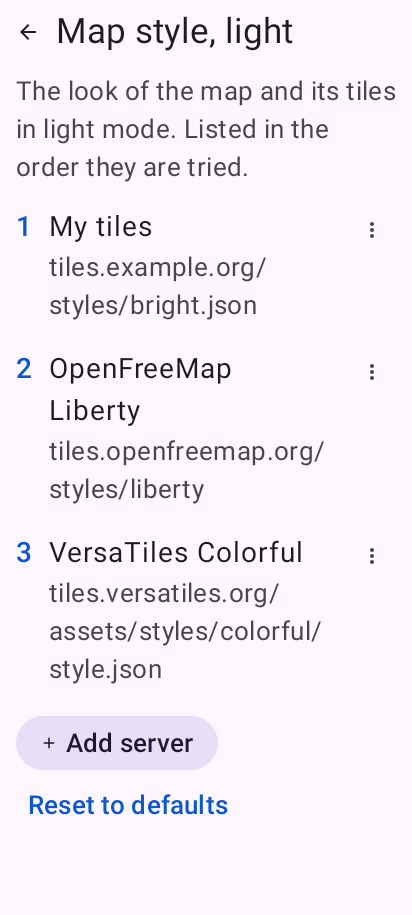 Map style, light
The look of the map and its tiles
in light mode. Listed in the
order they are tried.
1 My tiles
tiles.example.org/
styles/bright.json
2 OpenFreeMap
Liberty
tiles.openfreemap.org/
styles/liberty
3 VersaTiles Colorful
tiles.versatiles.org/
assets/styles/colorful/
style.json
+ Add server
Reset to defaults